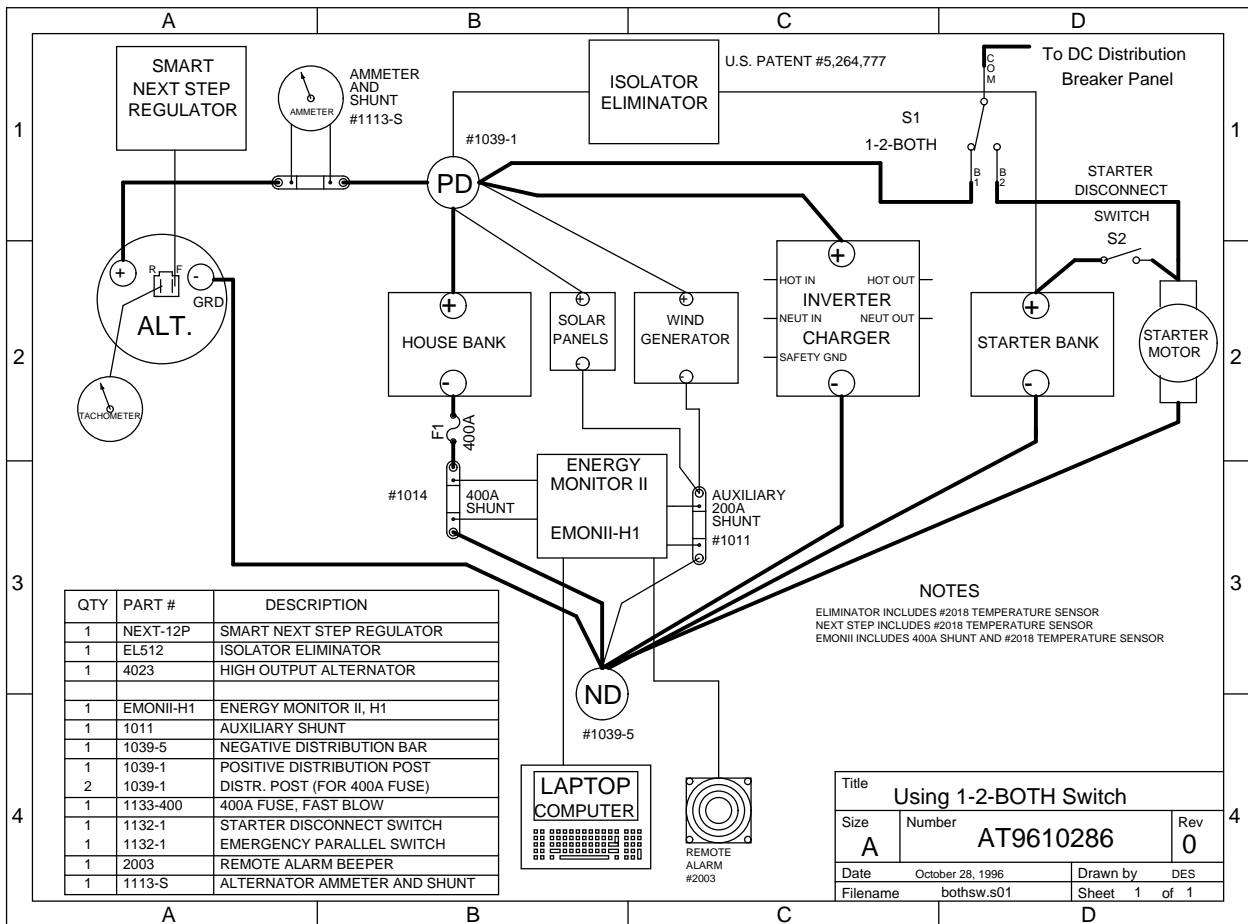 A B C D
SMART
NEXT STEP
REGULATOR
AMMETER
AMMETER
AND
SHUNT
#1113-S
ISOLATOR
ELIMINATOR
U.S. PATENT #5,264,777
COM
To DC Distribution
Breaker Panel
S1
1-2-BOTH
B1
B2
1
1
#1039-1
PD
STARTER
DISCONNECT
SWITCH
S2
+
R F
-
GRD
ALT.
TACHOMETER
+
HOUSE BANK
-
+
SOLAR
PANELS
-
+
WIND
GENERATOR
-
+
HOT IN
HOT OUT
INVERTER
NEUT IN
NEUT OUT
CHARGER
SAFETY GND
-
+
STARTER BANK
-
STARTER
MOTOR
2
2
F1
400A
#1014
400A
SHUNT
ENERGY
MONITOR II
EMONII-H1
AUXILIARY
200A
SHUNT
#1011
3
3
NOTES
ELIMINATOR INCLUDES #2018 TEMPERATURE SENSOR
NEXT STEP INCLUDES #2018 TEMPERATURE SENSOR
EMONII INCLUDES 400A SHUNT AND #2018 TEMPERATURE SENSOR
QTY PART # DESCRIPTION
1 NEXT-12P SMART NEXT STEP REGULATOR
1 EL512 ISOLATOR ELIMINATOR
1 4023 HIGH OUTPUT ALTERNATOR
1 EMONII-H1 ENERGY MONITOR II, H1
1 1011 AUXILIARY SHUNT
1 1039-5 NEGATIVE DISTRIBUTION BAR
1 1039-1 POSITIVE DISTRIBUTION POST
2 1039-1 DISTR. POST (FOR 400A FUSE)
1 1133-400 400A FUSE, FAST BLOW
1 1132-1 STARTER DISCONNECT SWITCH
1 1132-1 EMERGENCY PARALLEL SWITCH
1 2003 REMOTE ALARM BEEPER
1 1113-S ALTERNATOR AMMETER AND SHUNT
ND
#1039-5
LAPTOP
COMPUTER
REMOTE
ALARM
#2003
4
4
Title
Using 1-2-BOTH Switch
Size
A
Number
AT9610286
Rev
0
Date October 28, 1996
Drawn by DES
Filename bothsw.s01
Sheet 1 of 1
A B C D